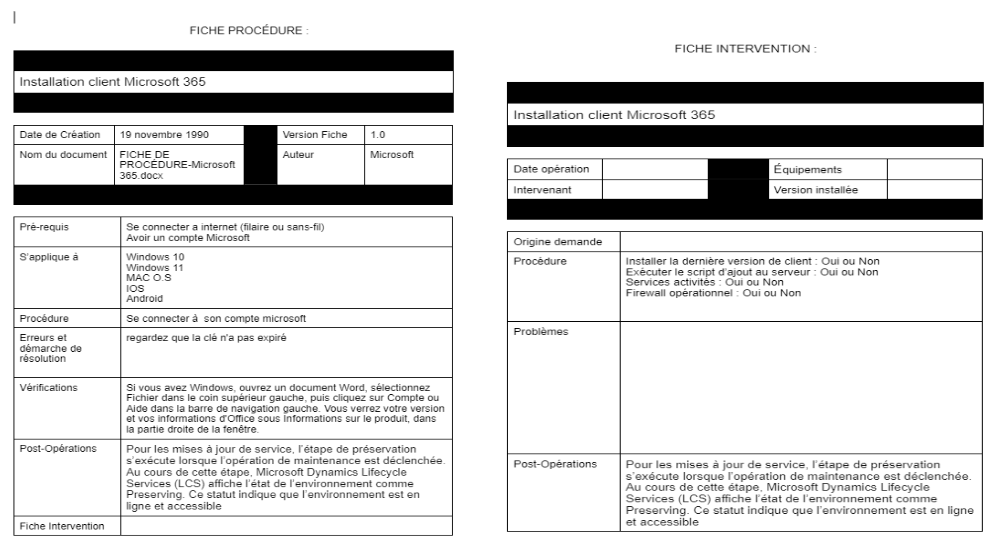 FICHE PROCÉDURE :
Installation client Microsoft 365
Date de Création
19 novembre 1990
Version Fiche
1.0
Nom du document
FICHE DE
PROCÉDURE-Microsoft
365.docx
Auteur
Microsoft
Pré-requis
Se connecter a internet (filaire ou sans-fil)
Avoir un compte Microsoft
S'applique à
Windows 10
Windows 11
MAC O.S
IOS
Android
Procédure
Se connecter à  son compte microsoft
Erreurs et
démarche de
résolution
regardez que la clé n'a pas expiré
Vérifications
Si vous avez Windows, ouvrez un document Word, sélectionnez
Fichier dans le coin supérieur gauche, puis cliquez sur Compte ou
Aide dans la barre de navigation gauche. Vous verrez votre version
et vos informations d'Office sous Informations sur le produit, dans
la partie droite de la fenêtre.
Post-Opérations
Pour les mises à jour de service, l'étape de préservation
s'exécute lorsque l'opération de maintenance est déclenchée.
Au cours de cette étape, Microsoft Dynamics Lifecycle
Services (LCS) affiche l'état de l'environnement comme
Preserving. Ce statut indique que l'environnement est en
ligne et accessible
Fiche Intervention
FICHE INTERVENTION :
Installation client Microsoft 365
Date opération
Équipements
Intervenant
Version installée
Origine demande
Procédure
Installer la dernière version de client : Oui ou Non
Exécuter le script d'ajout au serveur : Oui ou Non
Services activités : Oui ou Non
Firewall opérationnel : Oui ou Non
Problèmes
Post-Opérations
Pour les mises à jour de service, l'étape de préservation
s'exécute lorsque l'opération de maintenance est déclenchée.
Au cours de cette étape, Microsoft Dynamics Lifecycle
Services (LCS) affiche l'état de l'environnement comme
Preserving. Ce statut indique que l'environnement est en ligne
et accessible